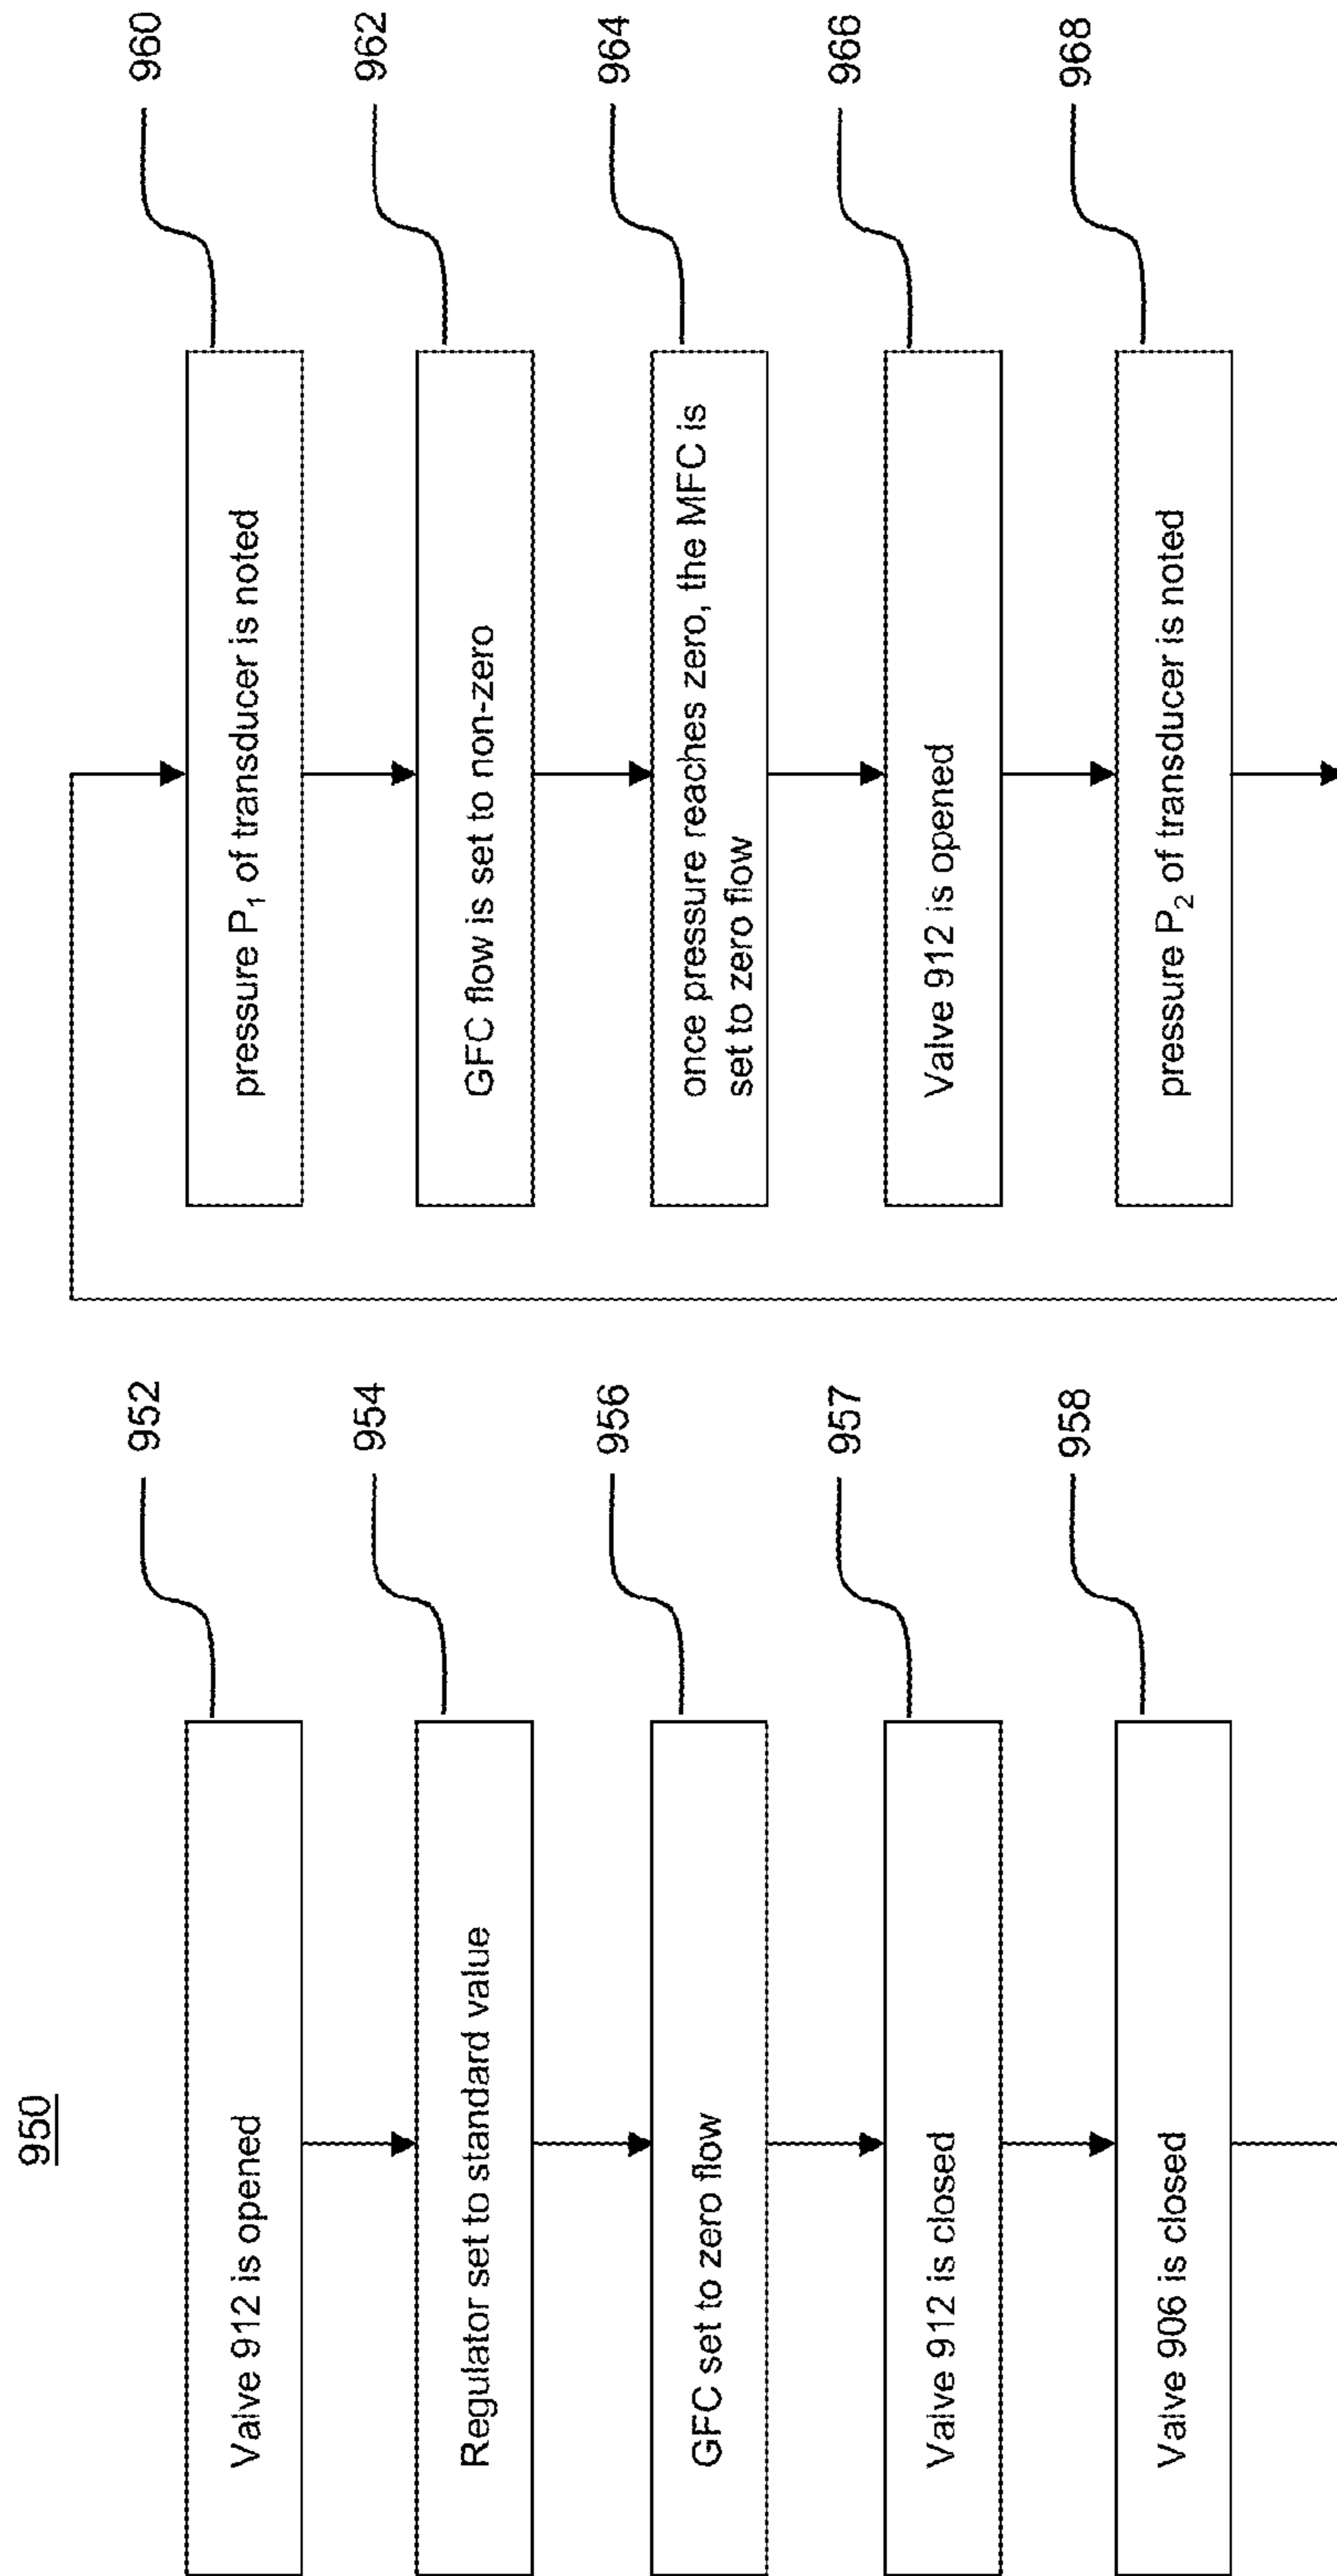 950
Valve 912 is opened
952
Regulator set to standard value
954
GFC set to zero flow
956
Valve 912 is closed
957
Valve 906 is closed
958
pressure P₁ of transducer is noted
960
GFC flow is set to non-zero
962
once pressure reaches zero, the MFC is
set to zero flow
964
Valve 912 is opened
966
pressure P₂ of transducer is noted
968